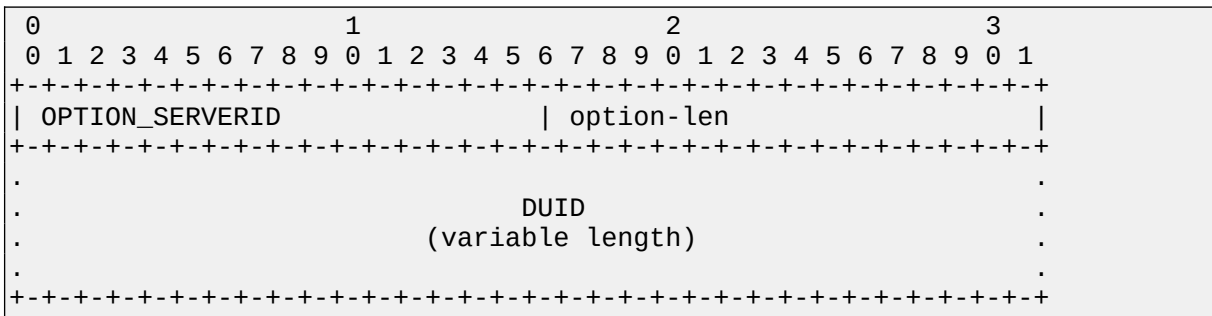 0                   1                   2                   3
 0 1 2 3 4 5 6 7 8 9 0 1 2 3 4 5 6 7 8 9 0 1 2 3 4 5 6 7 8 9 0 1
+-+-+-+-+-+-+-+-+-+-+-+-+-+-+-+-+-+-+-+-+-+-+-+-+-+-+-+-+-+-+-+-+
| OPTION_SERVERID                | option-len                   |
+-+-+-+-+-+-+-+-+-+-+-+-+-+-+-+-+-+-+-+-+-+-+-+-+-+-+-+-+-+-+-+-+
.                                                               .
.                               DUID                            .
.                         (variable length)                     .
.                                                               .
+-+-+-+-+-+-+-+-+-+-+-+-+-+-+-+-+-+-+-+-+-+-+-+-+-+-+-+-+-+-+-+-+